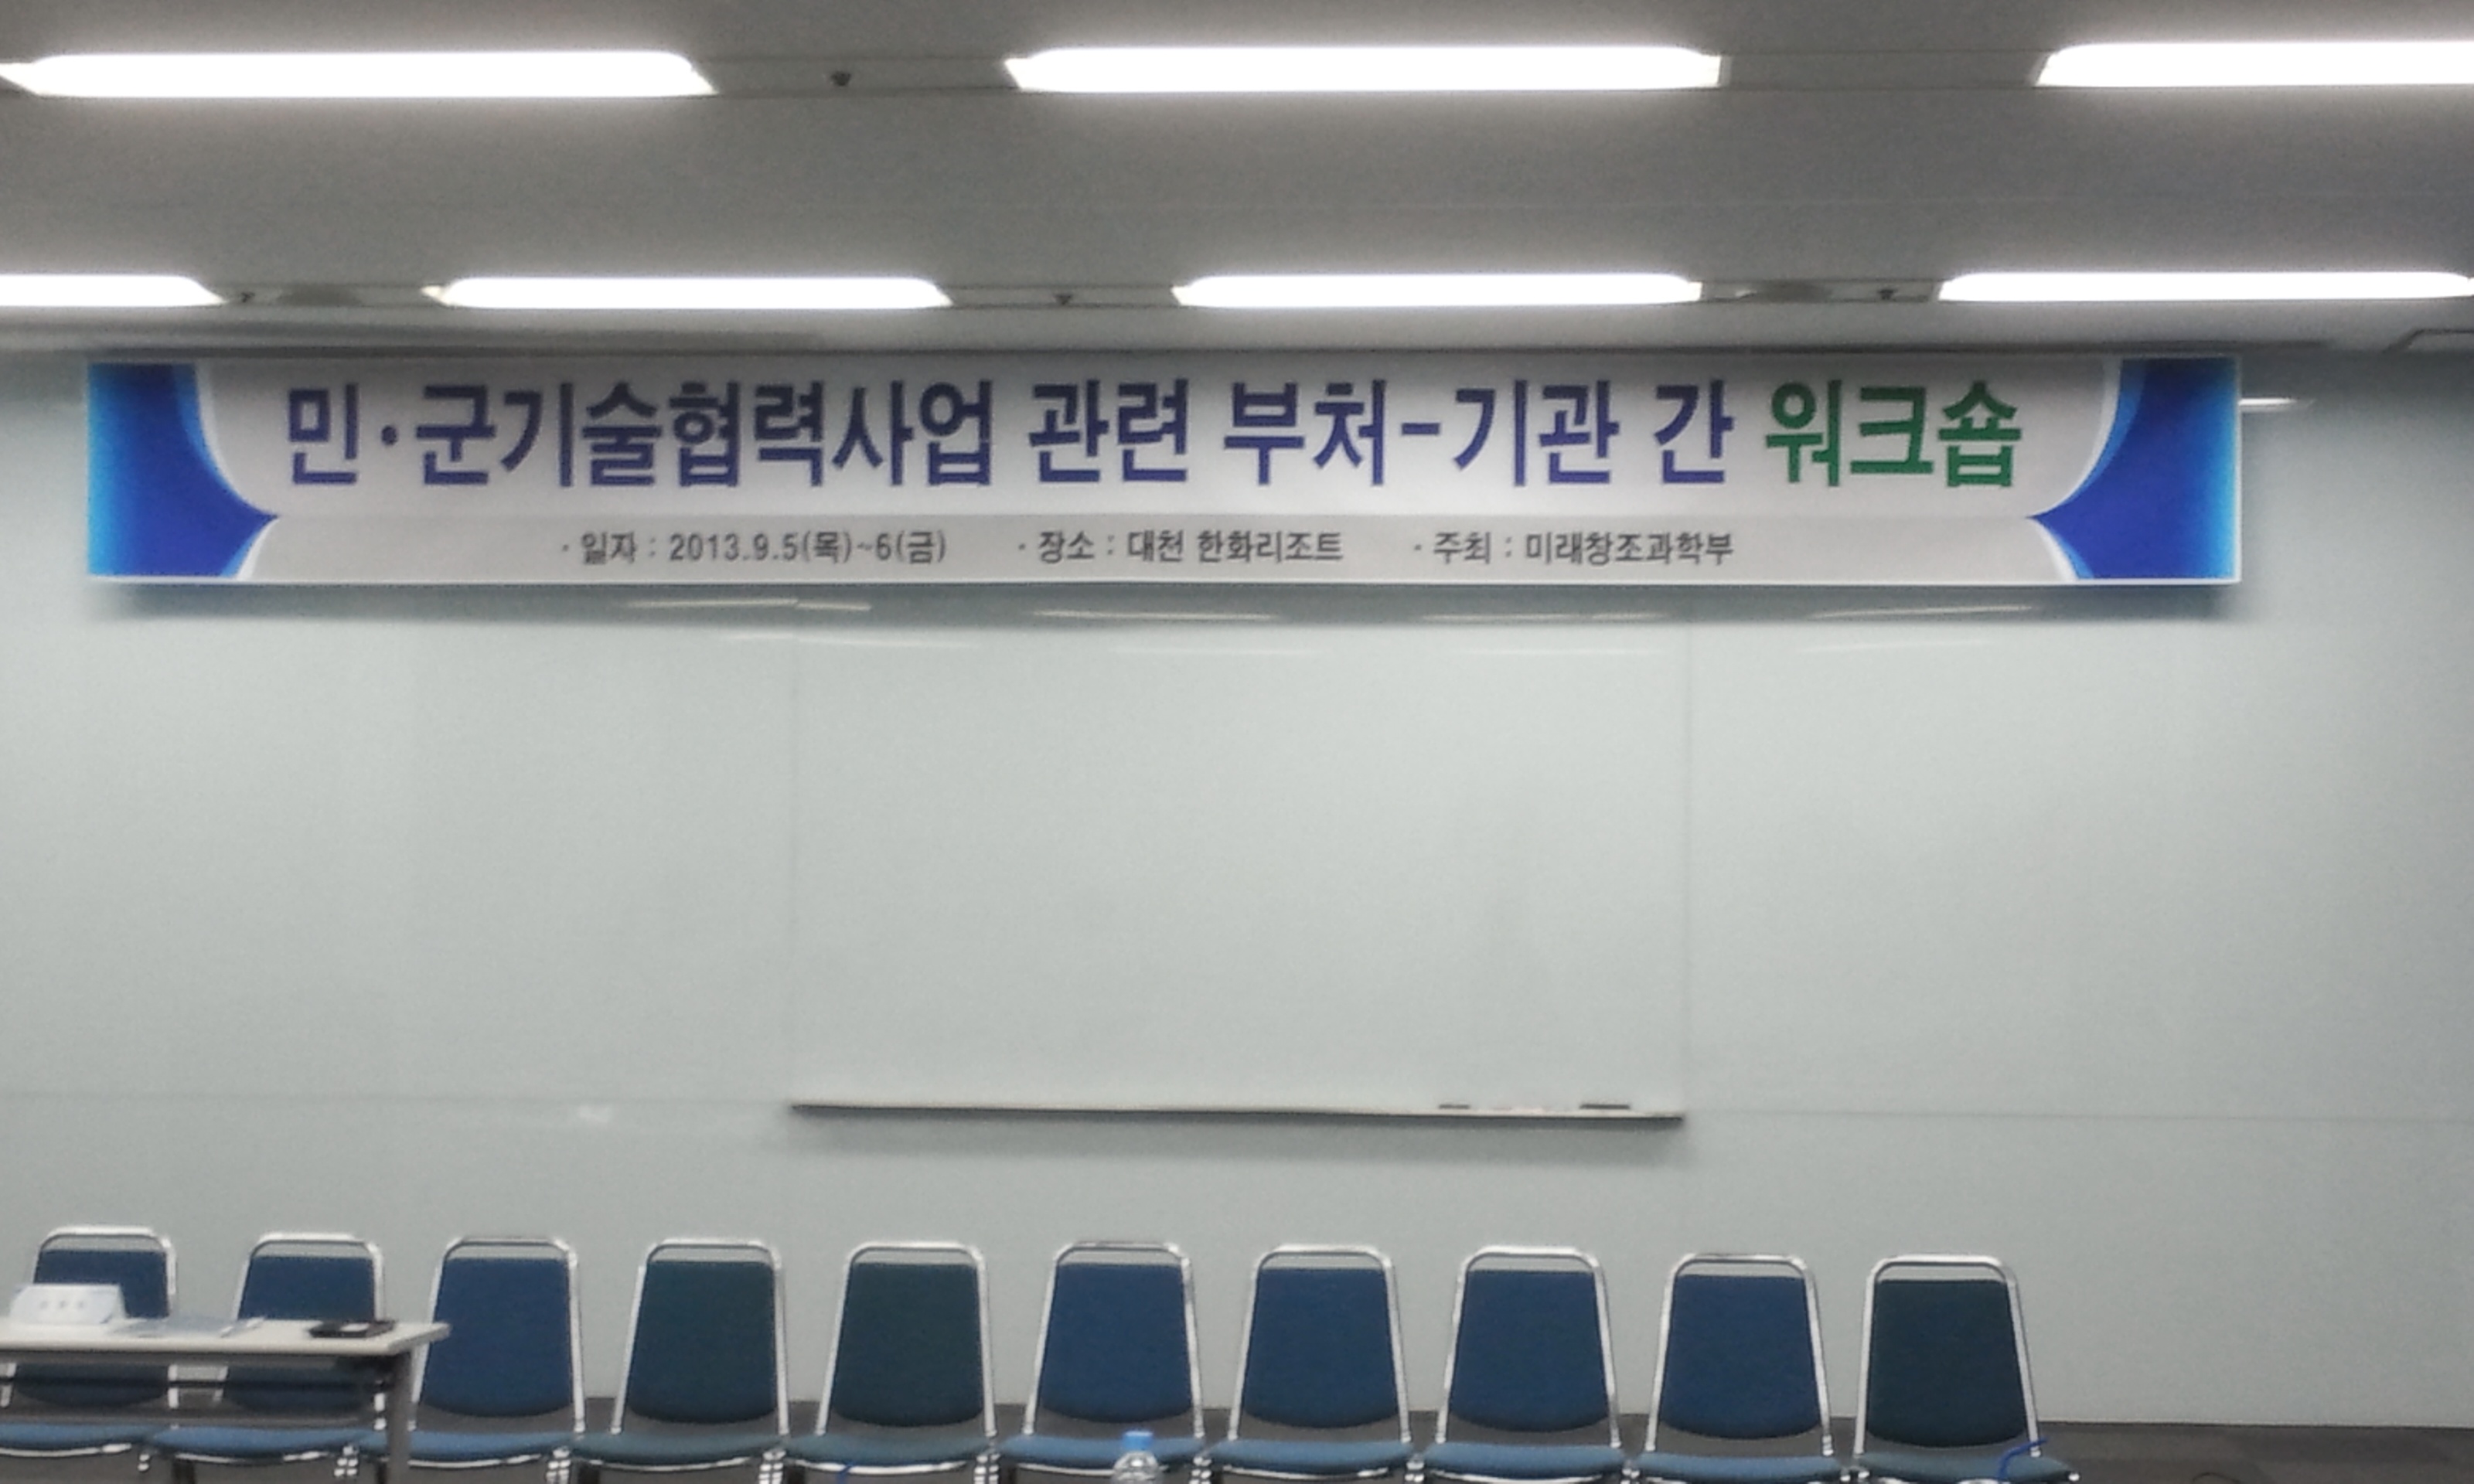 민·군기술협력사업 관련 부처-기관 간 워크숍
· 일자 : 2013.9.5(목)~6(금) · 장소 : 대천 한화리조트 · 주최 : 미래창조과학부